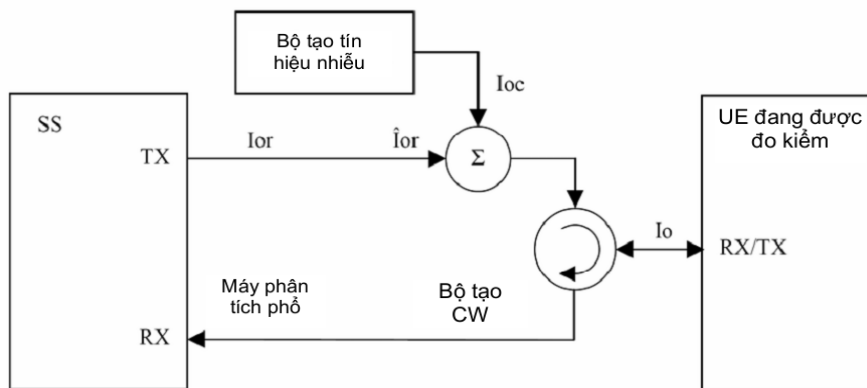 Bộ tạo tín
hiệu nhiễu
Ioc
SS
UE đang được
đo kiểm
TX
Ior
Îor
Σ
Io
RX/TX
Máy phân
tích phổ
Bộ tạo
CW
RX